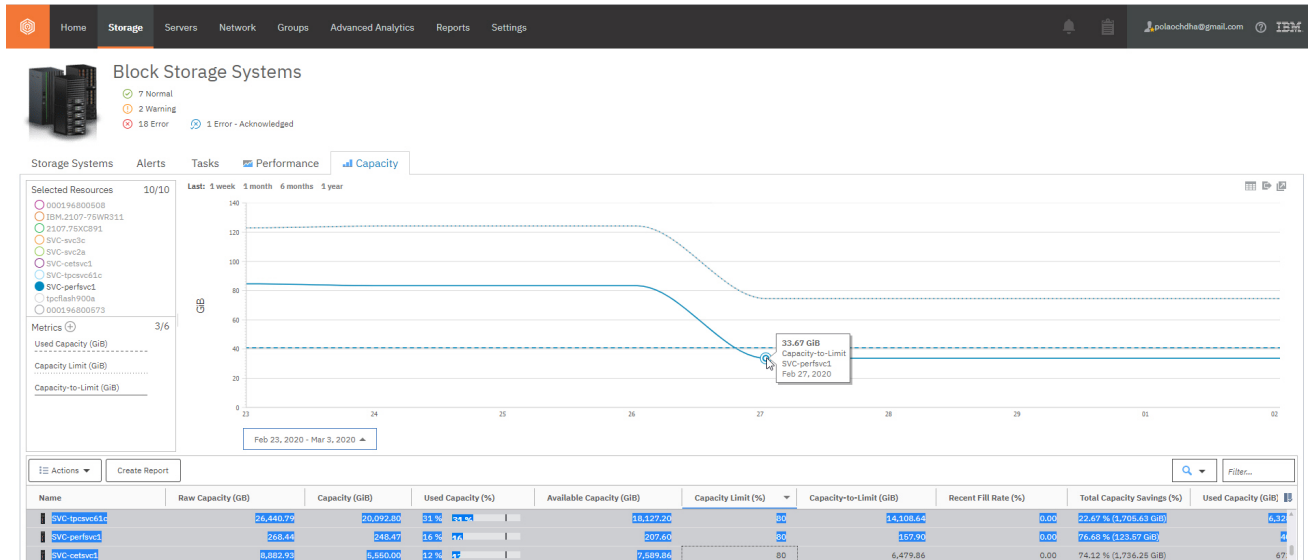 Home Storage Servers Network Groups Advanced Analytics Reports Settings polaochdha@gmail.com IBM
Block Storage Systems
7 Normal
2 Warning
18 Error 1 Error - Acknowledged
Storage Systems Alerts Tasks Performance Capacity
Selected Resources 10/10
000196800508
IBM.2107-75WR311
2107.75XC891
SVC-svc3c
SVC-svc2a
SVC-cetsvc1
SVC-tpcsvc61c
SVC-perfsvc1
tpcflash900a
000196800573
Metrics 3/6
Used Capacity (GiB)
Capacity Limit (GiB)
Capacity-to-Limit (GiB)
Last: 1 week 1 month 6 months 1 year
140
120
100
80
60
40
20
0
GiB
33.67 GiB
Capacity-to-Limit
SVC-perfsvc1
Feb 27, 2020
23 24 25 26 27 28 29 01 02
Feb 23, 2020 - Mar 3, 2020
Actions Create Report Filter...
Name Raw Capacity (GB) Capacity (GiB) Used Capacity (%) Available Capacity (GiB) Capacity Limit (%) Capacity-to-Limit (GiB) Recent Fill Rate (%) Total Capacity Savings (%) Used Capacity (GiB)
SVC-tpcsvc61c 26,440.79 20,092.80 31 % 31 % 18,127.20 80 14,108.64 0.00 22.67 % (1,705.63 GiB)
SVC-perfsvc1 268.44 248.47 16 % 207.60 80 157.90 0.00 76.68 % (123.57 GiB)
SVC-cetsvc1 8,882.93 5,550.00 12 % 7,589.86 80 6,479.86 0.00 74.12 % (1,736.25 GiB)